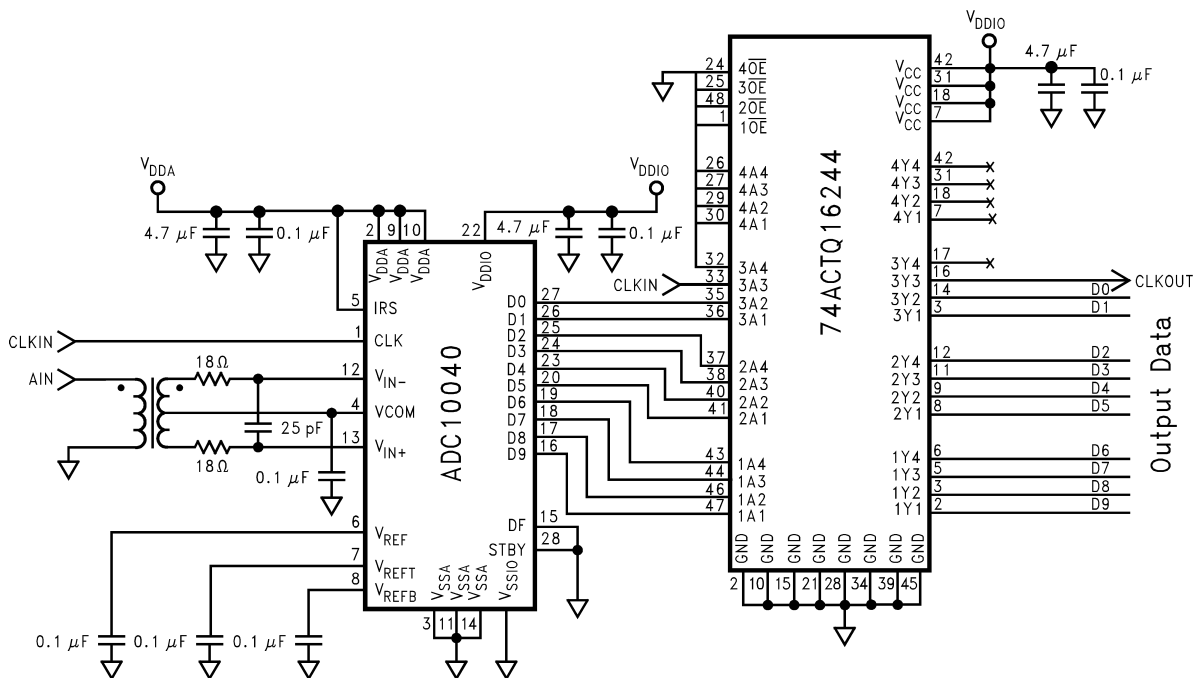 V_DDIO
4.7 µF
0.1 µF
24 4O̅E̅
25 3O̅E̅
48 2O̅E̅
1 1O̅E̅
V_CC 42
V_CC 31
V_CC 18
V_CC 7
26 4A4
27 4A3
29 4A2
30 4A1
4Y4 42 x
4Y3 31 x
4Y2 18 x
4Y1 7 x
32 3A4
CLKIN 33 3A3
35 3A2
36 3A1
3Y4 17 x
3Y3 16 CLKOUT
3Y2 14 D0
3Y1 3 D1
37 2A4
38 2A3
40 2A2
41 2A1
2Y4 12 D2
2Y3 11 D3
2Y2 9 D4
2Y1 8 D5
43 1A4
44 1A3
46 1A2
47 1A1
1Y4 6 D6
1Y3 5 D7
1Y2 3 D8
1Y1 2 D9
74ACTQ16244
Output Data
GND GND GND GND GND GND GND GND
2 10 15 21 28 34 39 45
V_DDA
4.7 µF
0.1 µF
V_DDIO
4.7 µF
0.1 µF
2 9 10 22
V_DDA V_DDA V_DDA V_DDIO
5 IRS
CLKIN 1 CLK
AIN
18Ω
12 V_IN-
4 VCOM
25 pF
13 V_IN+
18Ω
0.1 µF
6 V_REF
7 V_REFT
8 V_REFB
0.1 µF 0.1 µF 0.1 µF
ADC10040
D0 27
D1 26
D2 25
D3 24
D4 23
D5 20
D6 19
D7 18
D8 17
D9 16
DF 15
STBY 28
V_SSA V_SSA V_SSA V_SSIO
3 11 14